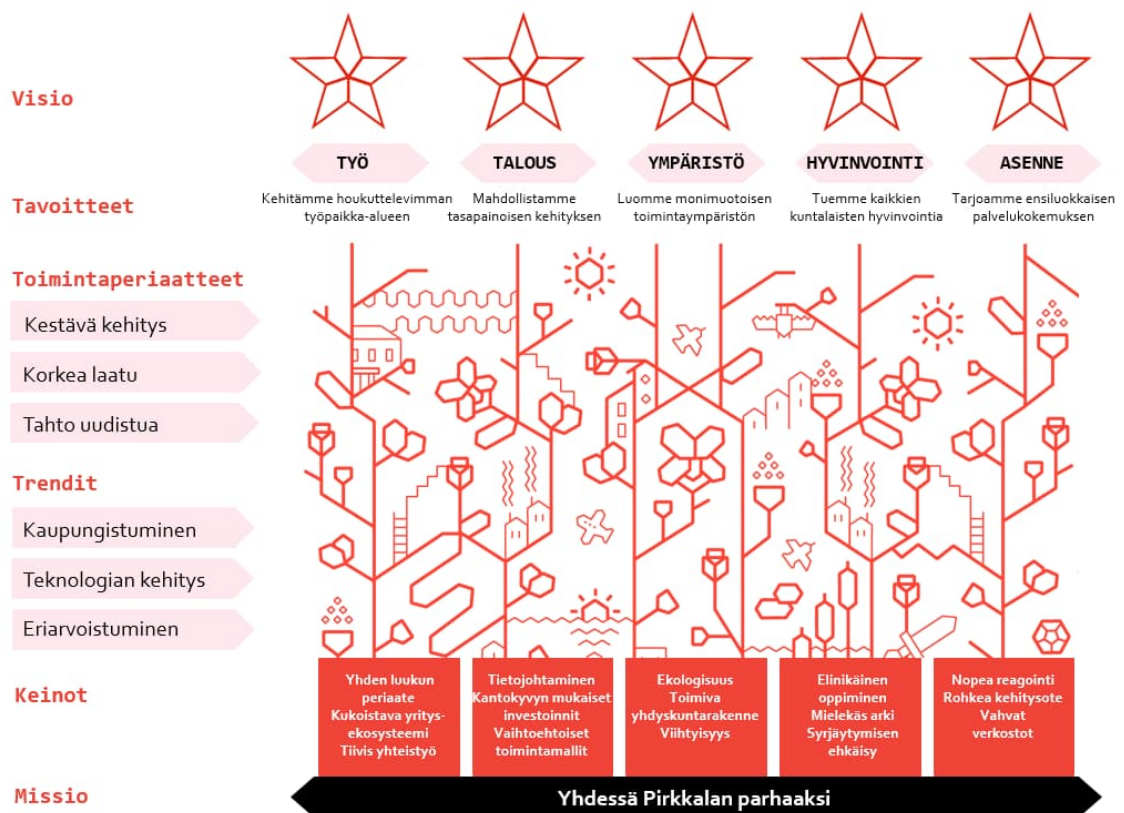 Visio
TYÖ
TALOUS
YMPÄRISTÖ
HYVINVOINTI
ASENNE
Tavoitteet
Kehitämme houkuttelevimman
työpaikka-alueen
Mahdollistamme
tasapainoisen kehityksen
Luomme monimuotoisen
toimintaympäristön
Tuemme kaikkien
kuntalaisten hyvinvointia
Tarjoamme ensiluokkaisen
palvelukokemuksen
Toimintaperiaatteet
Kestävä kehitys
Korkea laatu
Tahto uudistua
Trendit
Kaupungistuminen
Teknologian kehitys
Eriarvoistuminen
Keinot
Yhden luukun
periaate
Kukoistava yritys-
ekosysteemi
Tiivis yhteistyö
Tietojohtaminen
Kantokyvyn mukaiset
investoinnit
Vaihtoehtoiset
toimintamallit
Ekologisuus
Toimiva
yhdyskuntarakenne
Viihtyisyys
Elinikäinen
oppiminen
Mielekäs arki
Syrjäytymisen
ehkäisy
Nopea reagointi
Rohkea kehitysote
Vahvat
verkostot
Missio
Yhdessä Pirkkalan parhaaksi